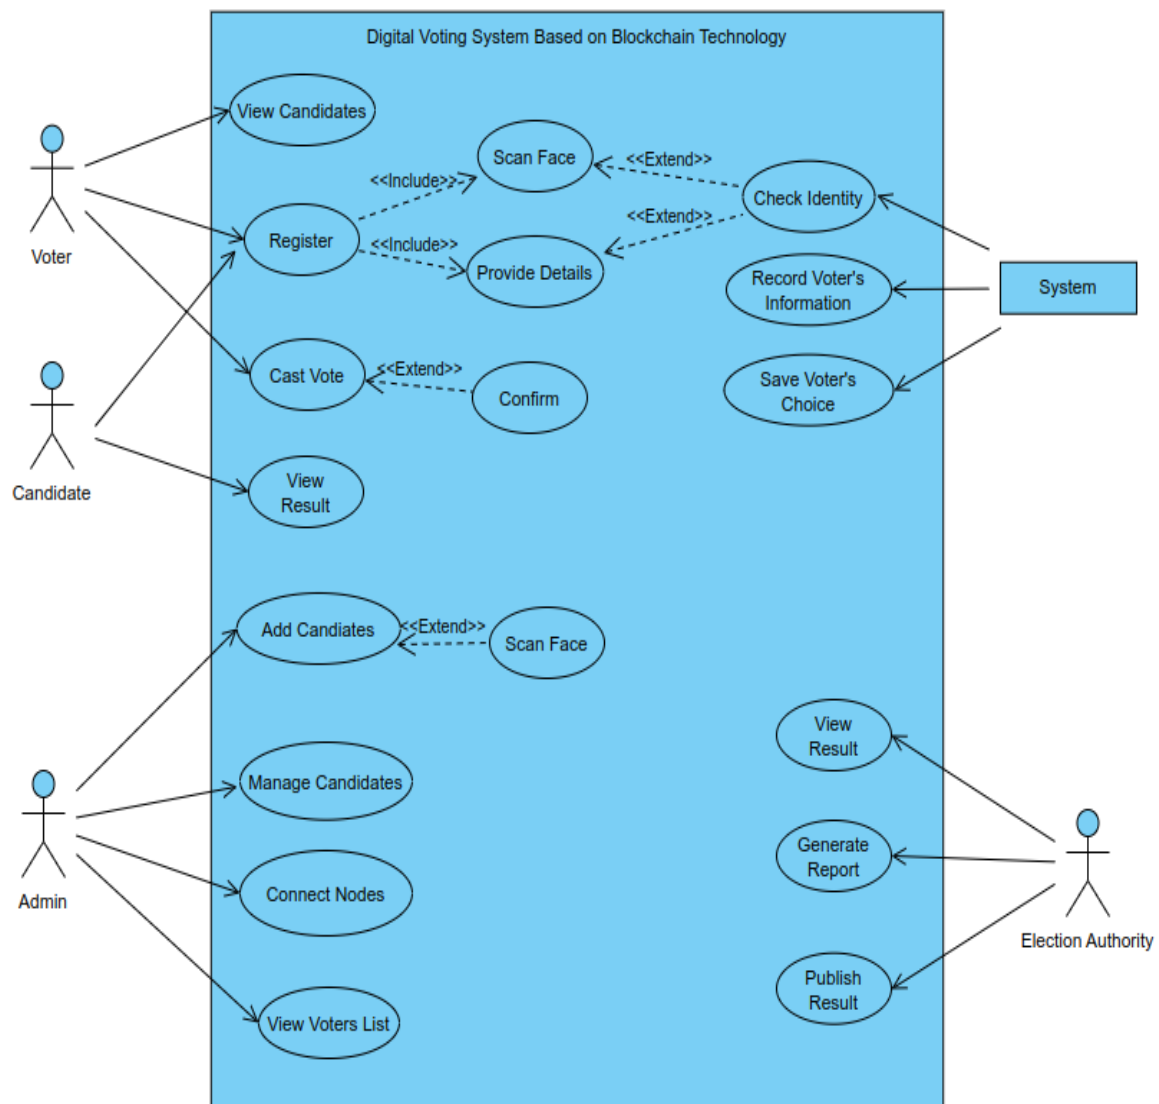 Digital Voting System Based on Blockchain Technology
View Candidates
Scan Face
<<Extend>>
<<Include>>
Check Identity
Voter
Register
<<Include>>
<<Extend>>
Provide Details
Record Voter's
Information
System
Cast Vote
<<Extend>>
Confirm
Save Voter's
Choice
Candidate
View
Result
Add Candiates
<<Extend>>
Scan Face
View
Result
Manage Candidates
Generate
Report
Admin
Connect Nodes
Election Authority
Publish
Result
View Voters List